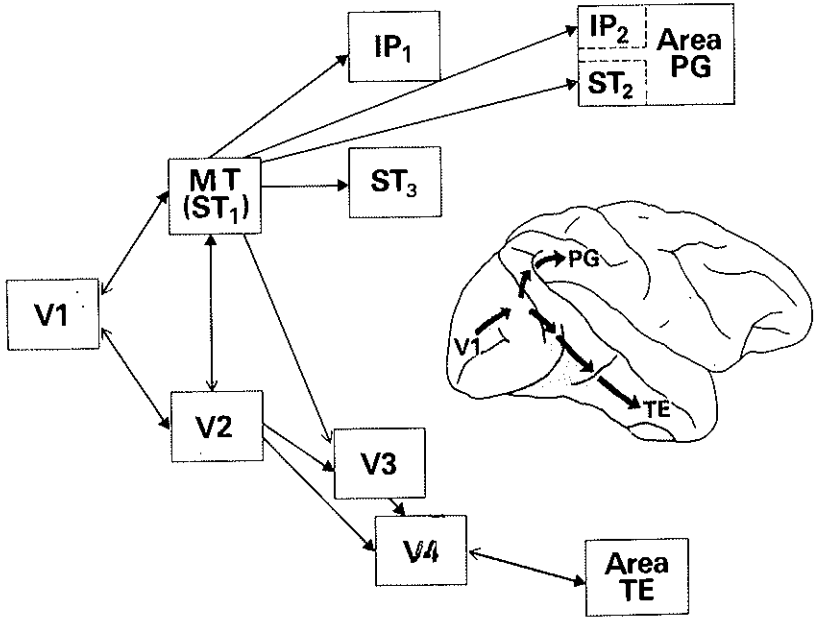 IP₁
IP₂
Area
PG
ST₂
MT
(ST₁)
ST₃
V1
V2
V3
V4
Area
TE
PG
V1
TE